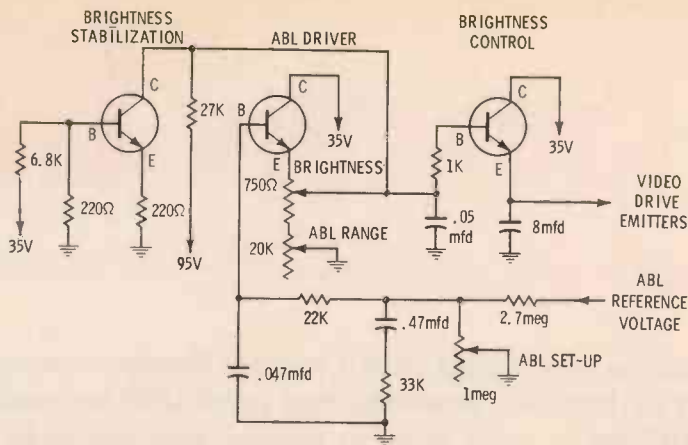 BRIGHTNESS
STABILIZATION
ABL DRIVER
BRIGHTNESS
CONTROL
C
B
E
6.8K
220Ω
220Ω
35V
27K
95V
C
B
E
35V
BRIGHTNESS
750Ω
20K
ABL RANGE
C
B
E
1K
35V
.05
mfd
8mfd
VIDEO
DRIVE
EMITTERS
22K
.47mfd
2.7meg
ABL
REFERENCE
VOLTAGE
.047mfd
33K
ABL SET-UP
1meg